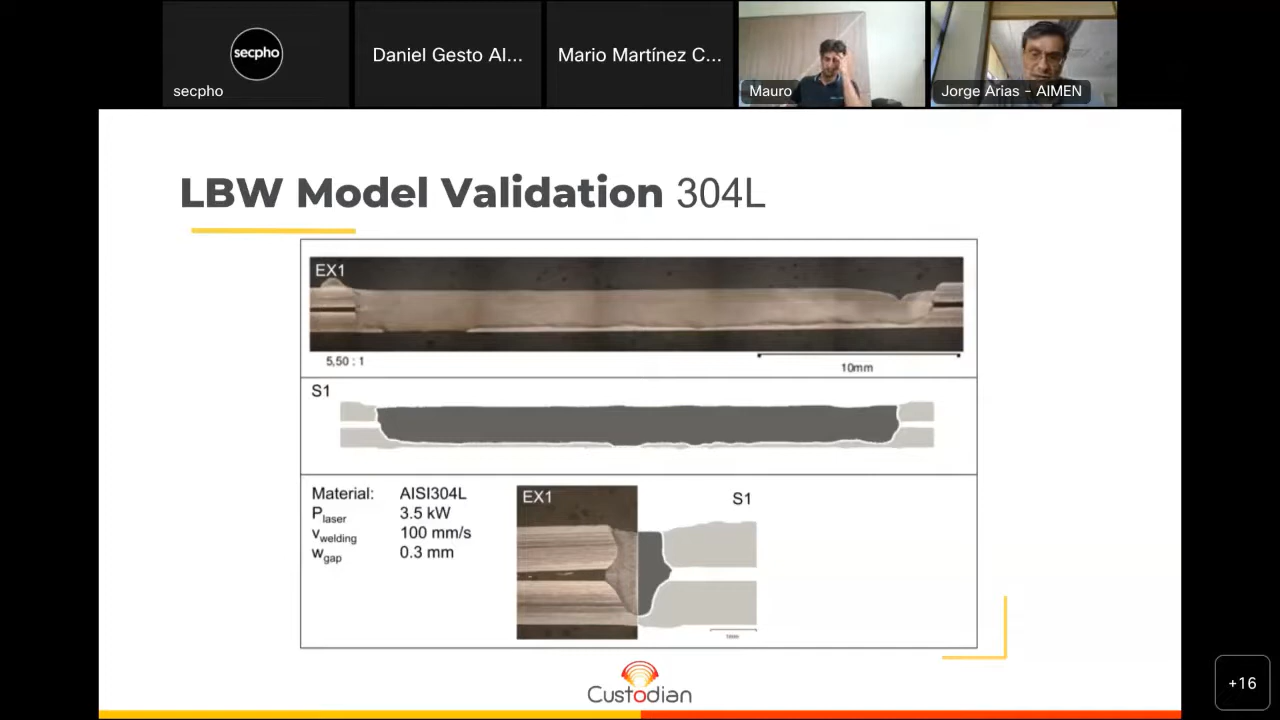 secpho
secpho
Daniel Gesto AI...
Mario Martínez C...
Mauro
Jorge Arias - AIMEN
LBW Model Validation 304L
EX1
5,50 : 1
10mm
S1
Material: AISI304L
Plaser 3.5 kW
vwelding 100 mm/s
wgap 0.3 mm
EX1
S1
Custodian
+16